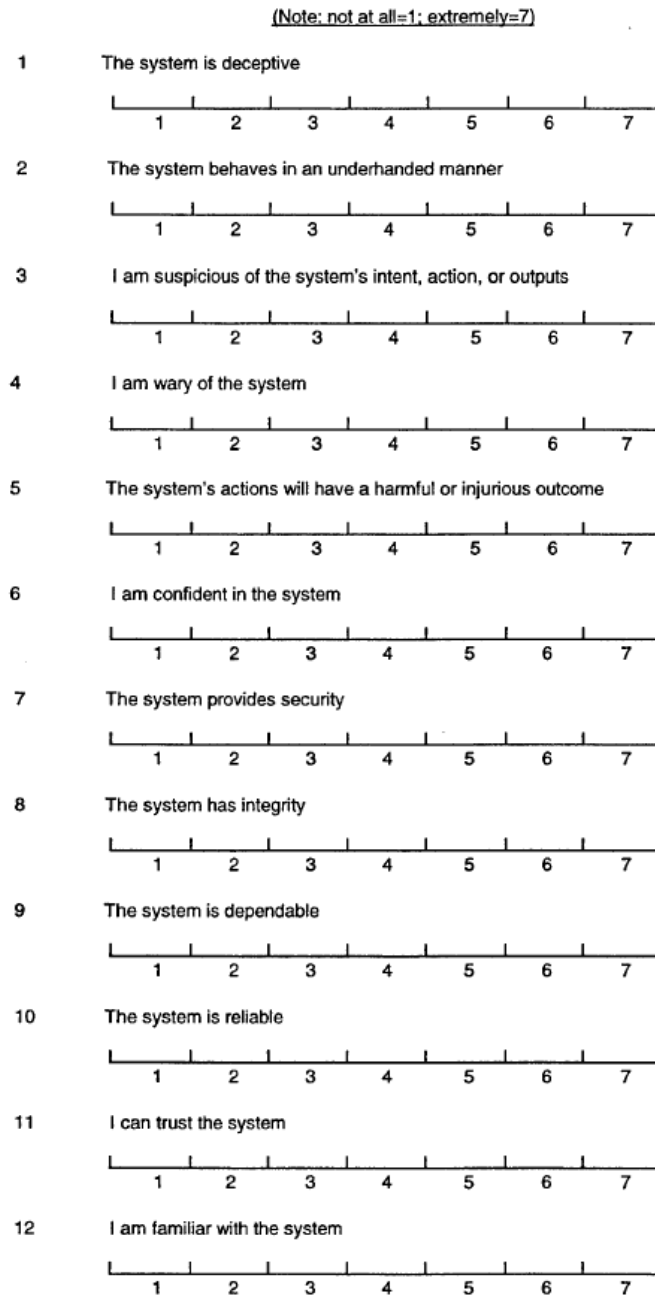 (Note: not at all=1; extremely=7)
1 The system is deceptive
1 2 3 4 5 6 7
2 The system behaves in an underhanded manner
1 2 3 4 5 6 7
3 I am suspicious of the system's intent, action, or outputs
1 2 3 4 5 6 7
4 I am wary of the system
1 2 3 4 5 6 7
5 The system's actions will have a harmful or injurious outcome
1 2 3 4 5 6 7
6 I am confident in the system
1 2 3 4 5 6 7
7 The system provides security
1 2 3 4 5 6 7
8 The system has integrity
1 2 3 4 5 6 7
9 The system is dependable
1 2 3 4 5 6 7
10 The system is reliable
1 2 3 4 5 6 7
11 I can trust the system
1 2 3 4 5 6 7
12 I am familiar with the system
1 2 3 4 5 6 7